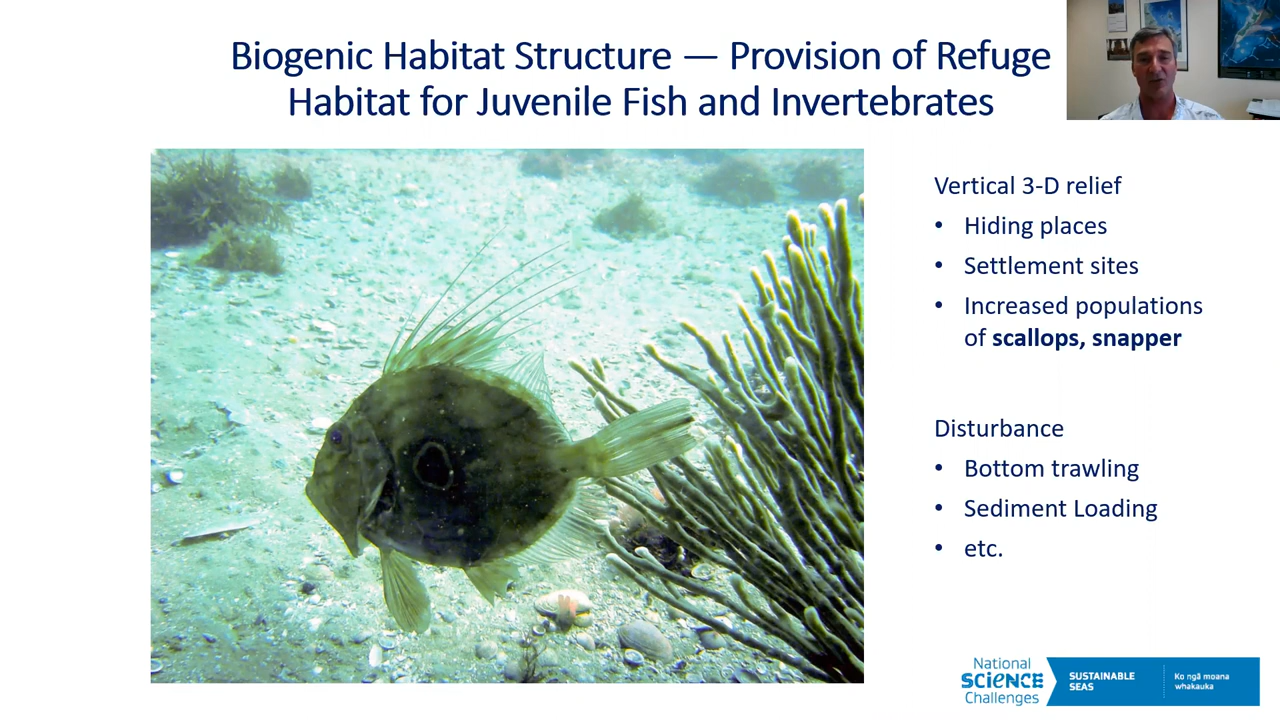 Biogenic Habitat Structure — Provision of Refuge
Habitat for Juvenile Fish and Invertebrates
Vertical 3-D relief
• Hiding places
• Settlement sites
• Increased populations
of scallops, snapper
Disturbance
• Bottom trawling
• Sediment Loading
• etc.
National
SCIENCE
Challenges
SUSTAINABLE
SEAS
Ko ngā moana
whakauka